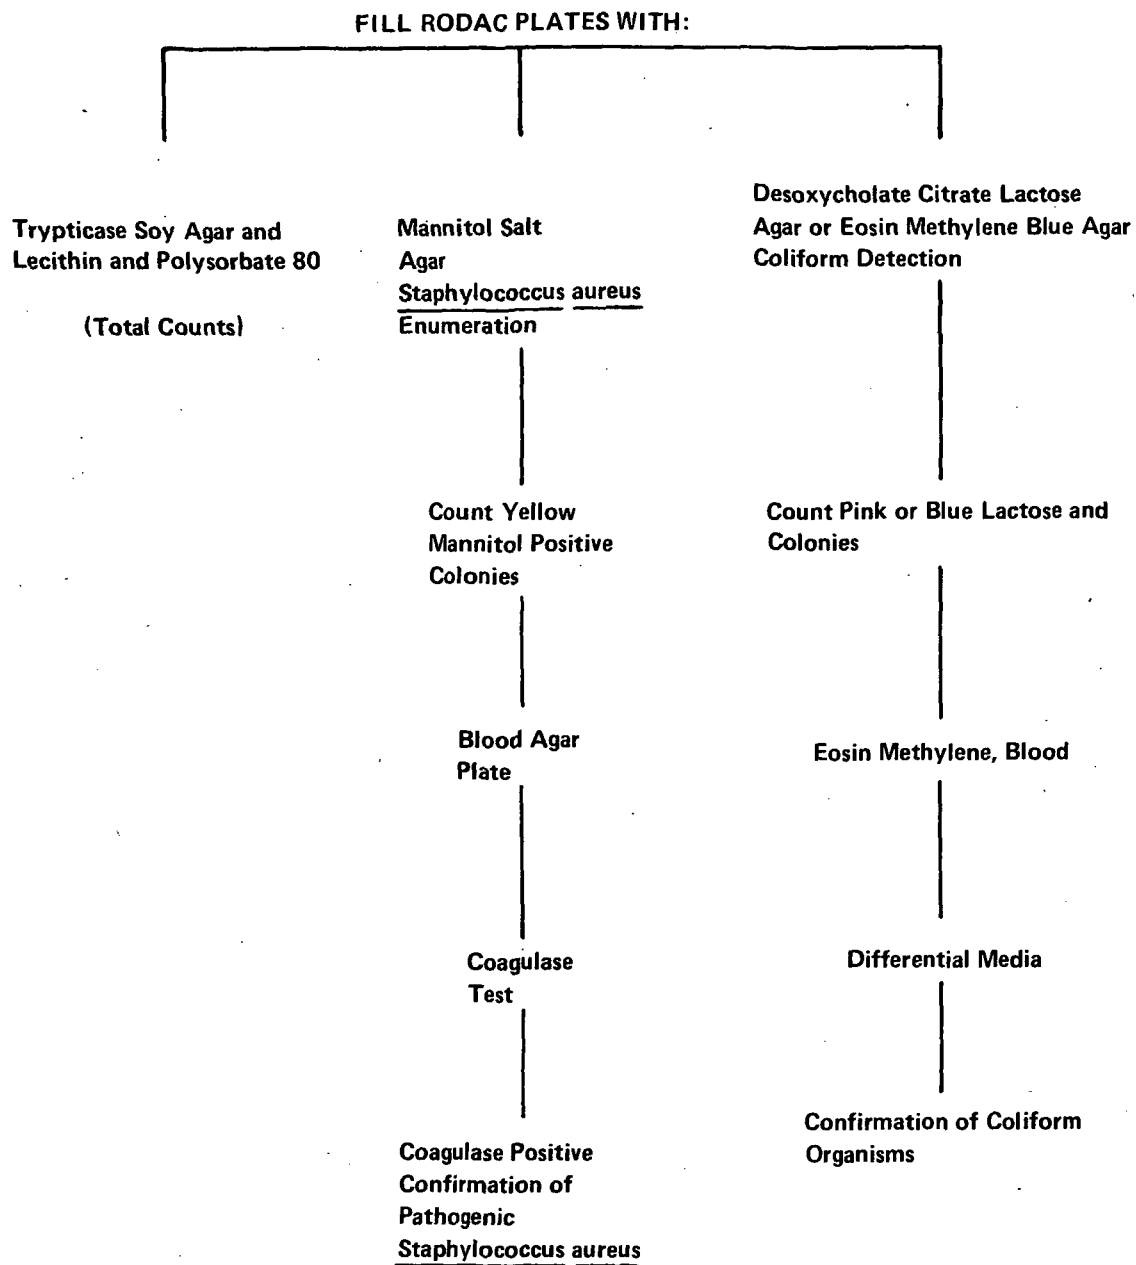 FILL RODAC PLATES WITH:
Trypticase Soy Agar and
Lecithin and Polysorbate 80
(Total Counts)
Mannitol Salt
Agar
Staphylococcus aureus
Enumeration
Count Yellow
Mannitol Positive
Colonies
Blood Agar
Plate
Coagulase
Test
Coagulase Positive
Confirmation of
Pathogenic
Staphylococcus aureus
Desoxycholate Citrate Lactose
Agar or Eosin Methylene Blue Agar
Coliform Detection
Count Pink or Blue Lactose and
Colonies
Eosin Methylene, Blood
Differential Media
Confirmation of Coliform
Organisms